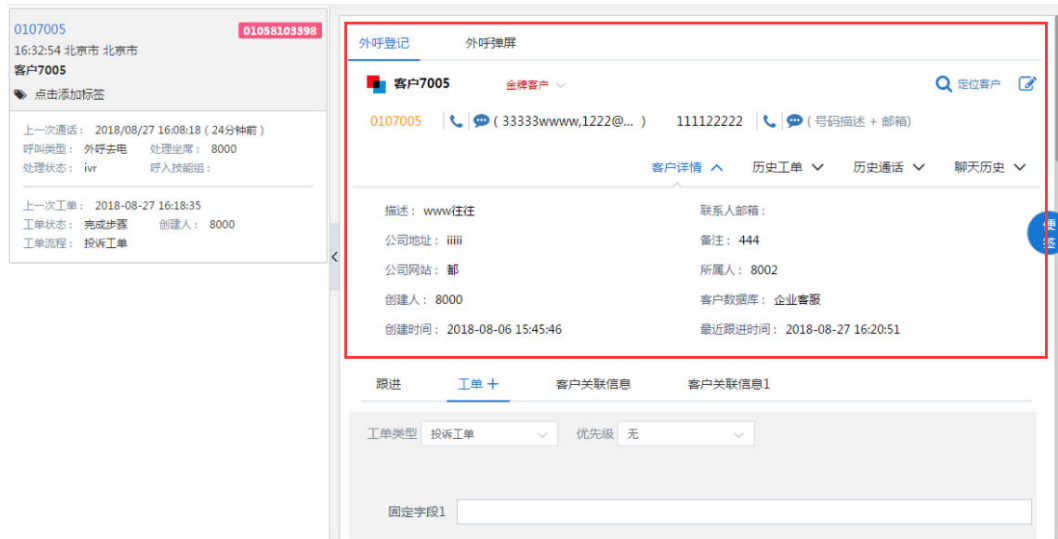 0107005 01058103398
16:32:54 北京市 北京市
客户7005
点击添加标签
上一次通话： 2018/08/27 16:08:18 ( 24分钟前 )
呼叫类型： 外呼去电 处理坐席： 8000
处理状态： ivr 呼入技能组：
上一次工单： 2018-08-27 16:18:35
工单状态： 完成步骤 创建人： 8000
工单流程： 投诉工单
外呼登记 外呼弹屏
客户7005 金牌客户 定位客户
0107005 ( 33333wwww,1222@... ) 111122222 ( 号码描述 + 邮箱)
客户详情 历史工单 历史通话 聊天历史
描述： www往往 联系人邮箱：
公司地址： iiiii 备注： 444
公司网站： 都 所属人： 8002
创建人： 8000 客户数据库： 企业客服
创建时间： 2018-08-06 15:45:46 最近跟进时间： 2018-08-27 16:20:51
便签
跟进 工单 + 客户关联信息 客户关联信息1
工单类型 投诉工单 优先级 无
固定字段1